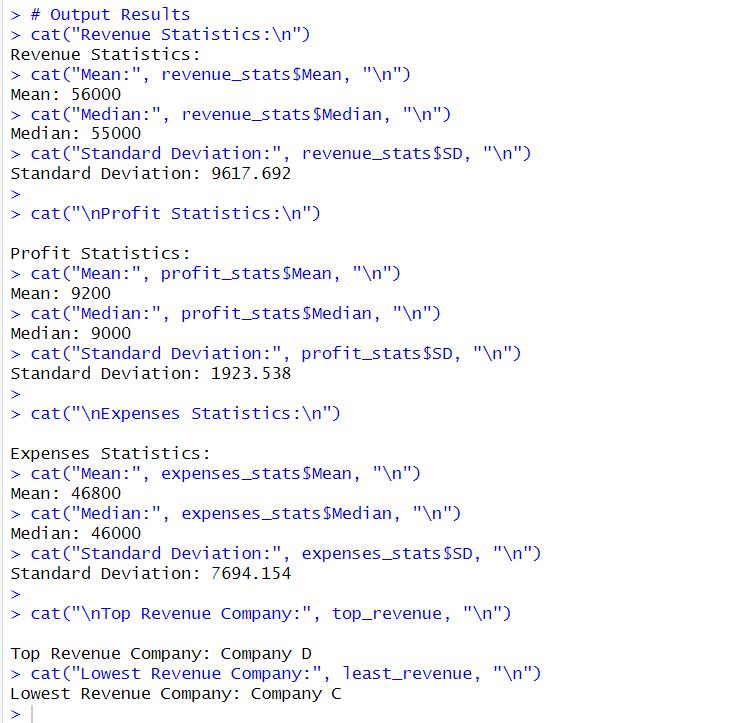 > # Output Results
> cat("Revenue Statistics:\n")
Revenue Statistics:
> cat("Mean:", revenue_stats$Mean, "\n")
Mean: 56000
> cat("Median:", revenue_stats$Median, "\n")
Median: 55000
> cat("Standard Deviation:", revenue_stats$SD, "\n")
Standard Deviation: 9617.692
>
> cat("\nProfit Statistics:\n")

Profit Statistics:
> cat("Mean:", profit_stats$Mean, "\n")
Mean: 9200
> cat("Median:", profit_stats$Median, "\n")
Median: 9000
> cat("Standard Deviation:", profit_stats$SD, "\n")
Standard Deviation: 1923.538
>
> cat("\nExpenses Statistics:\n")

Expenses Statistics:
> cat("Mean:", expenses_stats$Mean, "\n")
Mean: 46800
> cat("Median:", expenses_stats$Median, "\n")
Median: 46000
> cat("Standard Deviation:", expenses_stats$SD, "\n")
Standard Deviation: 7694.154
>
> cat("\nTop Revenue Company:", top_revenue, "\n")

Top Revenue Company: Company D
> cat("Lowest Revenue Company:", least_revenue, "\n")
Lowest Revenue Company: Company C
>